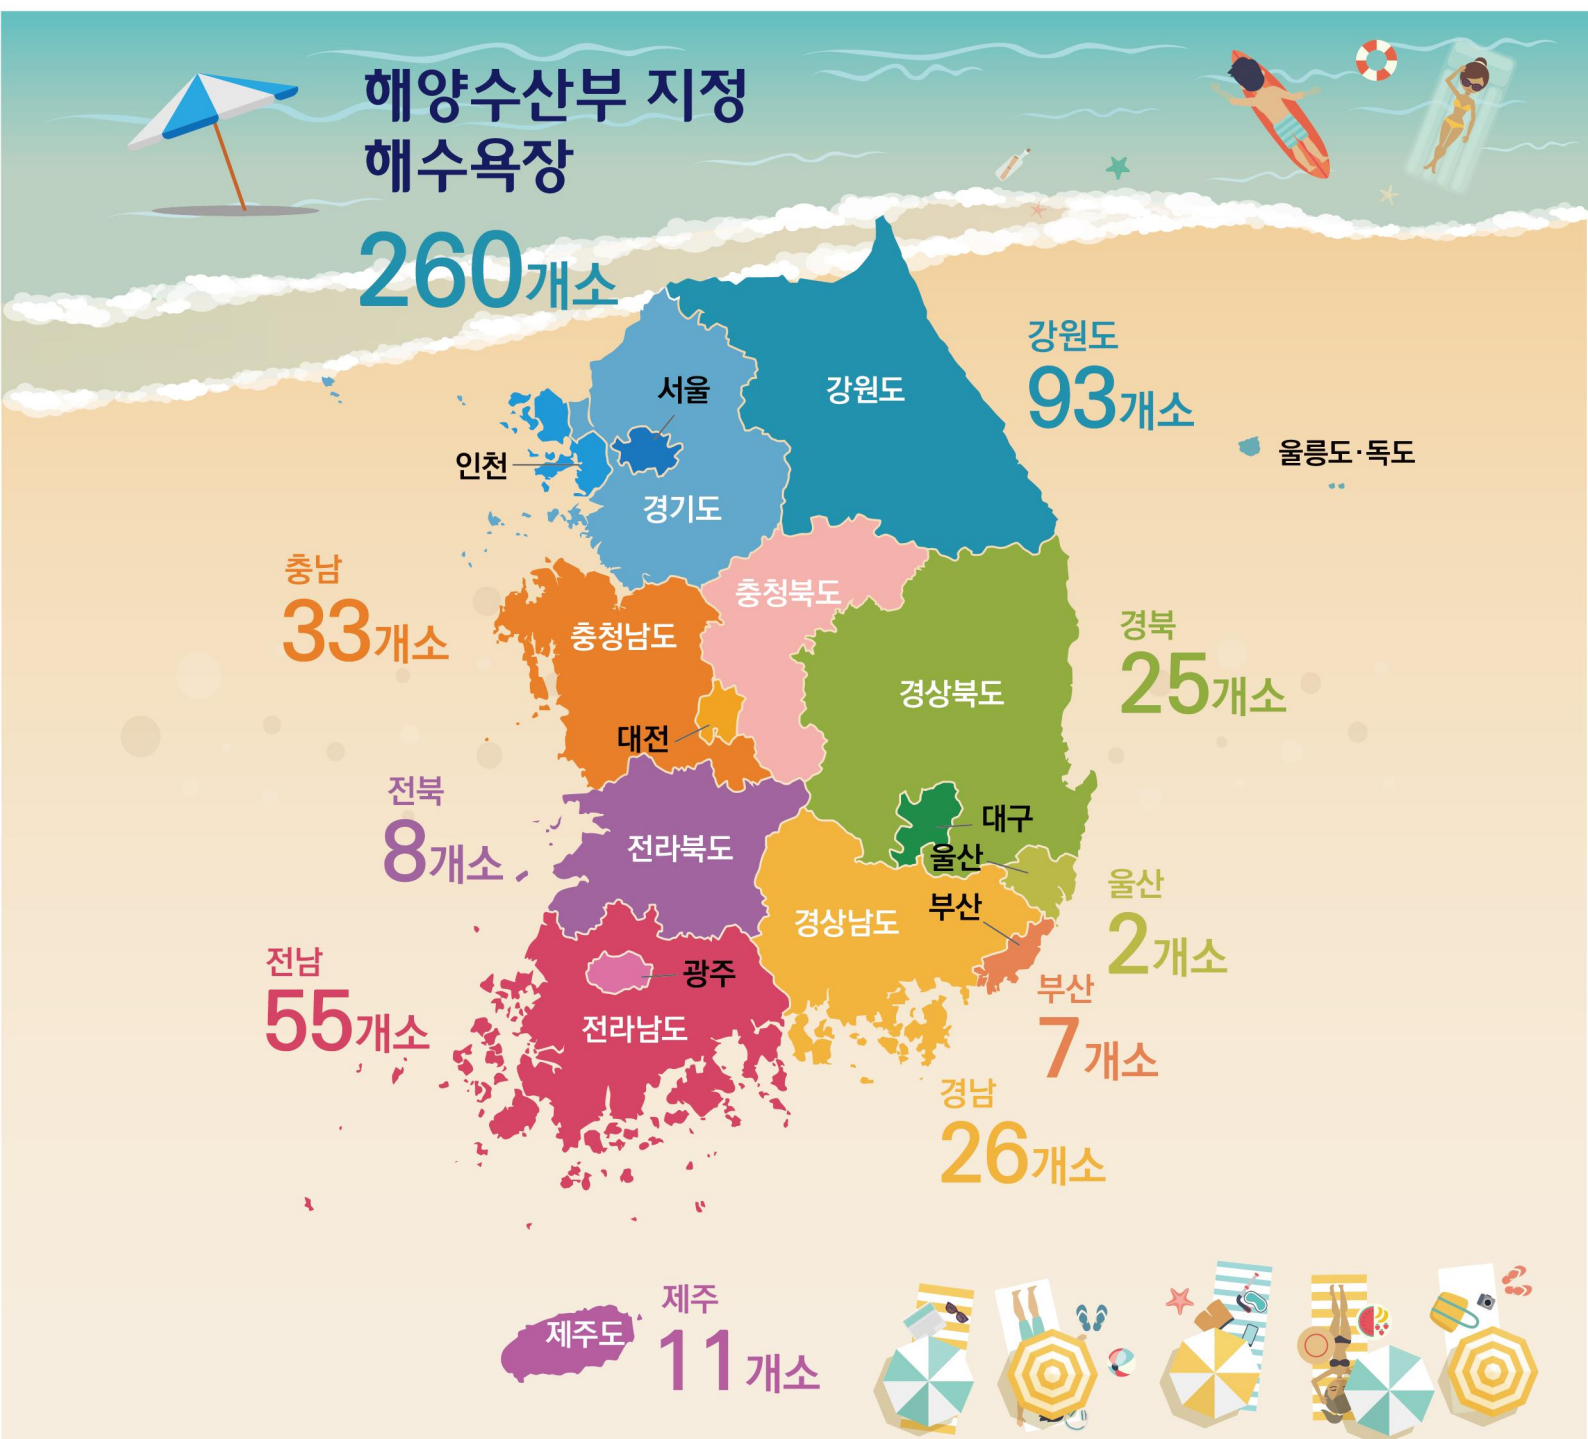 해양수산부 지정
해수욕장
260개소
강원도
93개소
서울
강원도
인천
울릉도·독도
경기도
충남
33개소
충청북도
충청남도
경북
25개소
경상북도
대전
전북
8개소
대구
전라북도
울산
울산
2개소
부산
경상남도
전남
55개소
광주
부산
7개소
전라남도
경남
26개소
제주
11개소
제주도